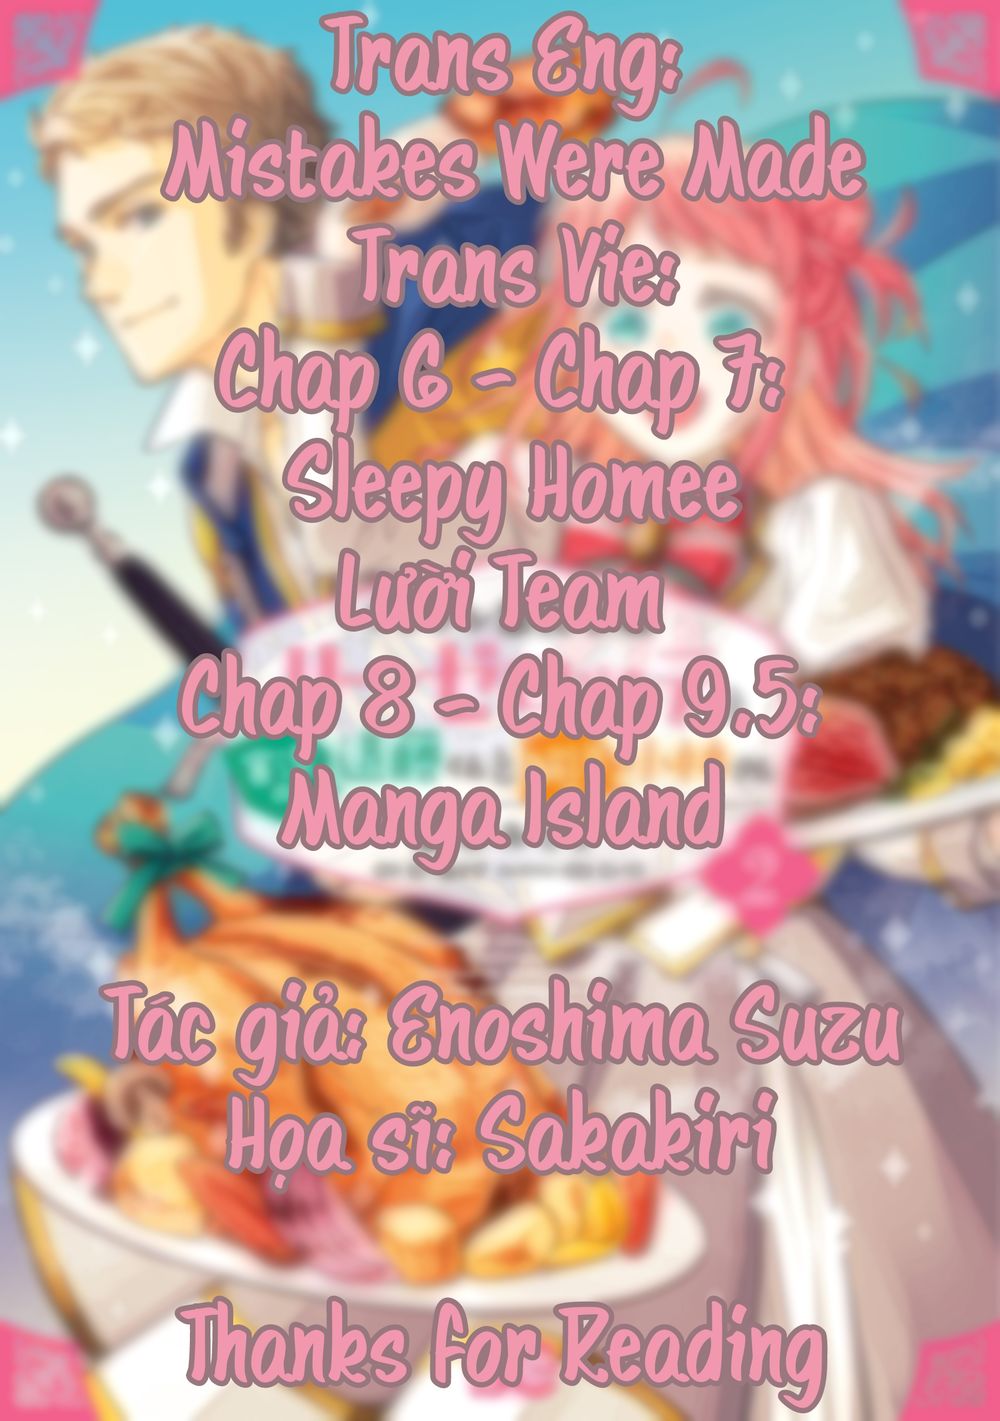 Trans Eng:
Mistakes Were Made
Trans Vie:
Chap 6 - Chap 7:
Sleepy Homee
Lười Team
Chap 8 - Chap 9.5:
Manga Island
2
Tác giả: Enoshima Suzu
Họa sĩ: Sakakiri
Thanks for Reading